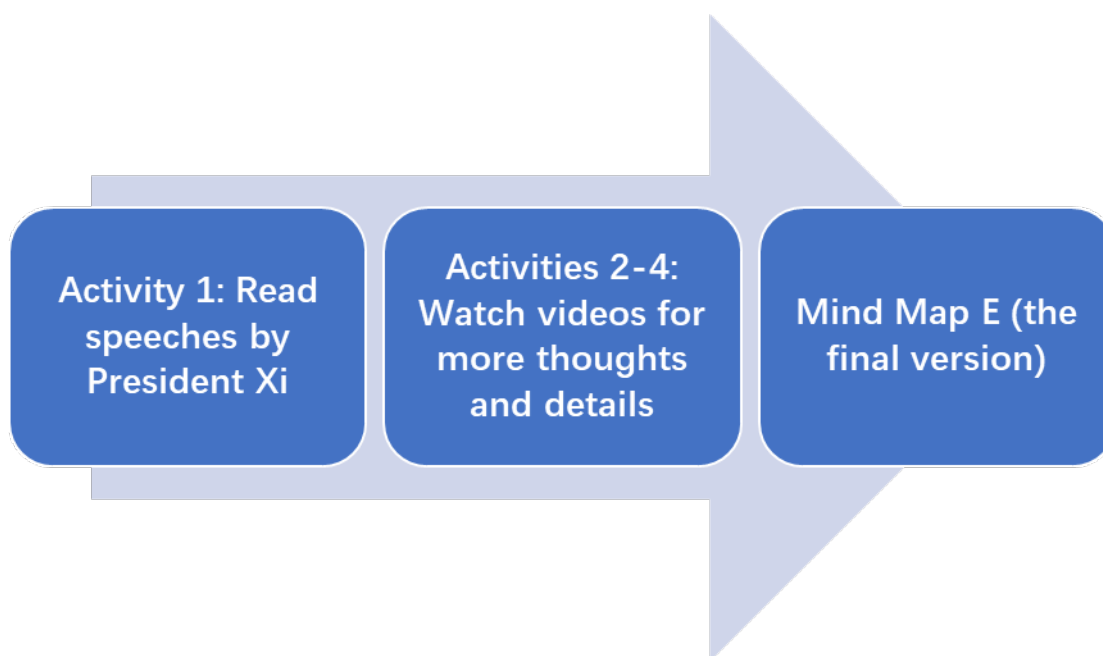 Activity 1: Read
speeches by
President Xi
Activities 2-4:
Watch videos for
more thoughts
and details
Mind Map E (the
final version)